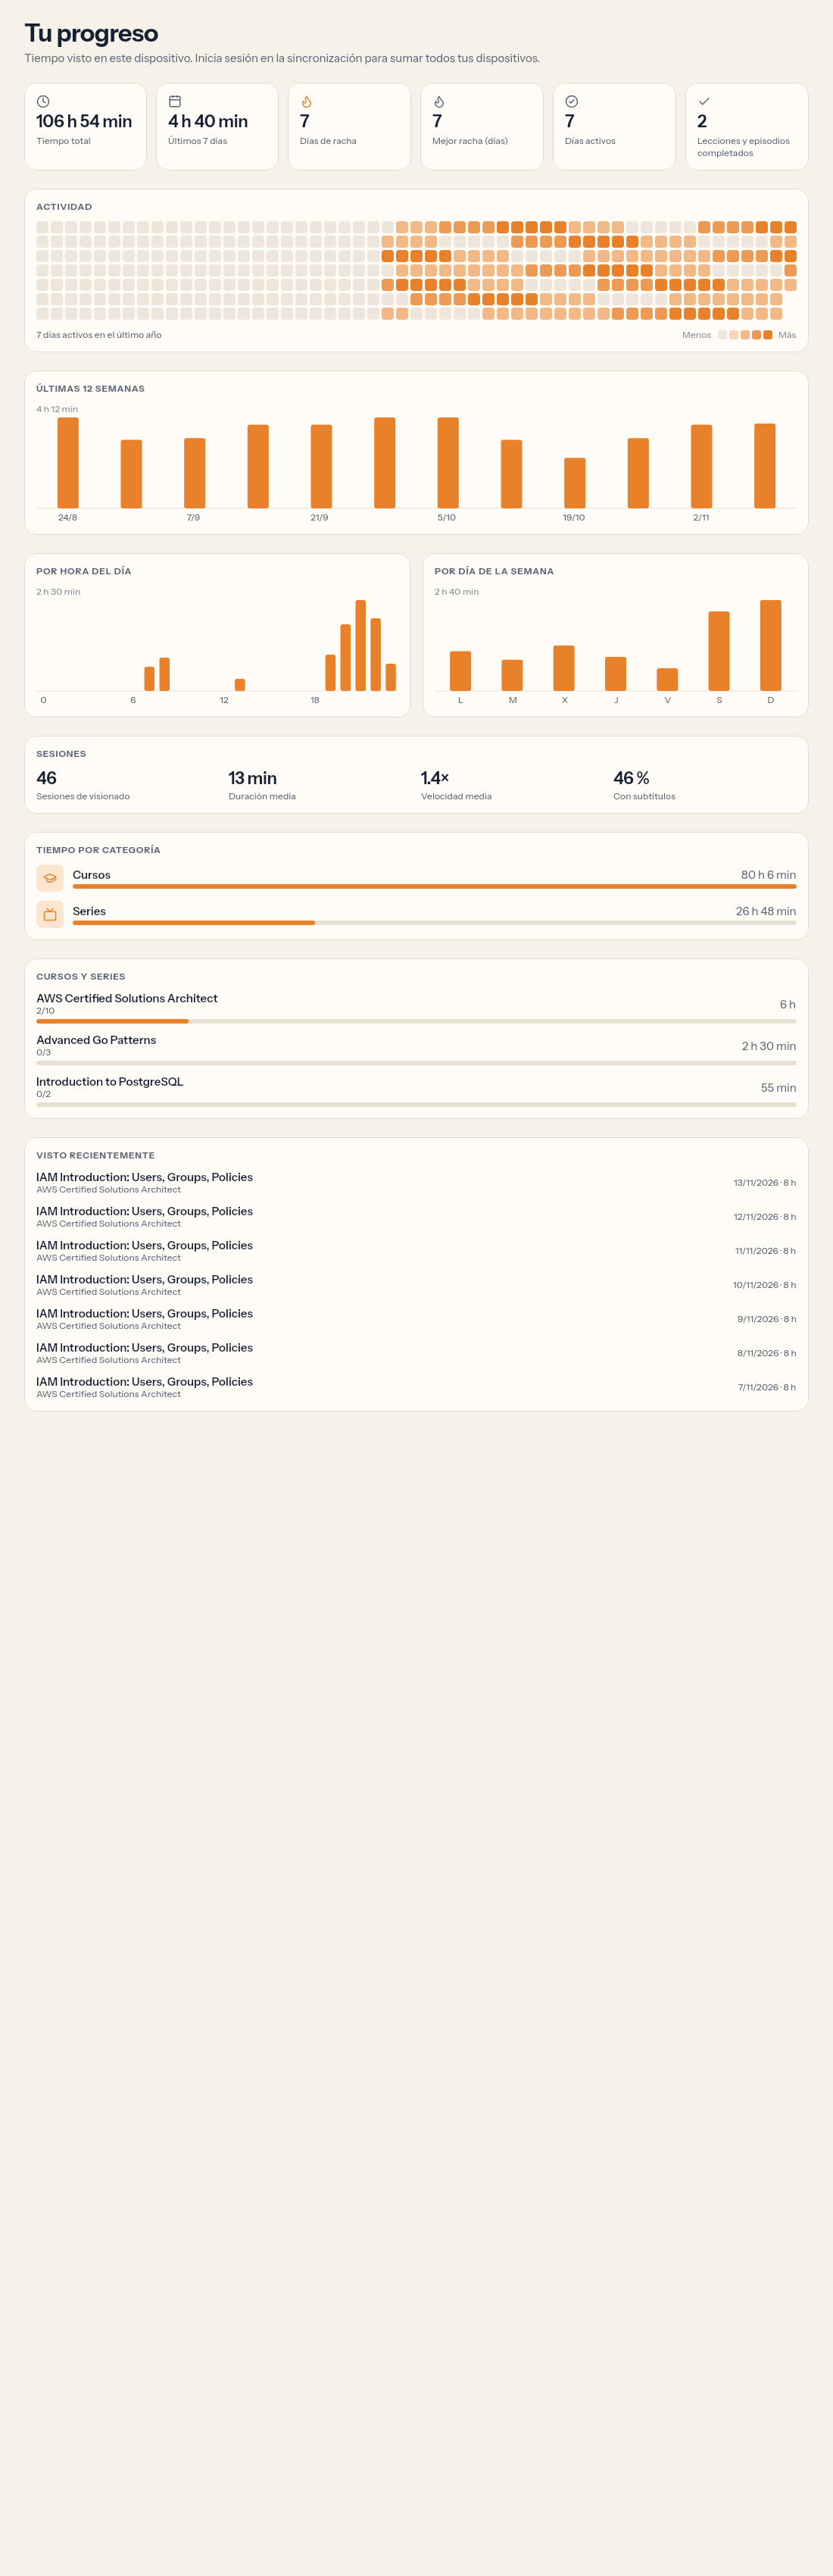 Tu progreso
Tiempo visto en este dispositivo. Inicia sesión en la sincronización para sumar todos tus dispositivos.
106 h 54 min
Tiempo total
4 h 40 min
Últimos 7 días
7
Días de racha
7
Mejor racha (días)
7
Días activos
2
Lecciones y episodios
completados
ACTIVIDAD
7 días activos en el último año
Menos
Más
ÚLTIMAS 12 SEMANAS
4 h 12 min
24/8
7/9
21/9
5/10
19/10
2/11
POR HORA DEL DÍA
2 h 30 min
0
6
12
18
POR DÍA DE LA SEMANA
2 h 40 min
L
M
X
J
V
S
D
SESIONES
46
Sesiones de visionado
13 min
Duración media
1.4×
Velocidad media
46 %
Con subtítulos
TIEMPO POR CATEGORÍA
Cursos
80 h 6 min
Series
26 h 48 min
CURSOS Y SERIES
AWS Certified Solutions Architect
2/10
6 h
Advanced Go Patterns
0/3
2 h 30 min
Introduction to PostgreSQL
0/2
55 min
VISTO RECIENTEMENTE
IAM Introduction: Users, Groups, Policies
AWS Certified Solutions Architect
13/11/2026 · 8 h
IAM Introduction: Users, Groups, Policies
AWS Certified Solutions Architect
12/11/2026 · 8 h
IAM Introduction: Users, Groups, Policies
AWS Certified Solutions Architect
11/11/2026 · 8 h
IAM Introduction: Users, Groups, Policies
AWS Certified Solutions Architect
10/11/2026 · 8 h
IAM Introduction: Users, Groups, Policies
AWS Certified Solutions Architect
9/11/2026 · 8 h
IAM Introduction: Users, Groups, Policies
AWS Certified Solutions Architect
8/11/2026 · 8 h
IAM Introduction: Users, Groups, Policies
AWS Certified Solutions Architect
7/11/2026 · 8 h